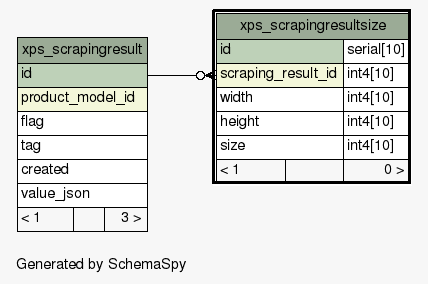 xps_scrapingresult
id
product_model_id
flag
tag
created
value_json
< 1 3 >
xps_scrapingresultsize
id serial[10]
scraping_result_id int4[10]
width int4[10]
height int4[10]
size int4[10]
< 1 0 >
Generated by SchemaSpy